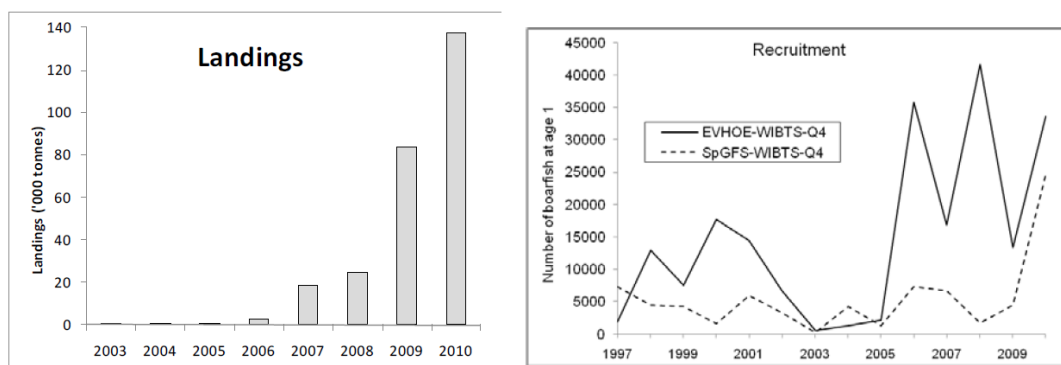 Landings
Landings ('000 tonnes)
140
120
100
80
60
40
20
0
2003 2004 2005 2006 2007 2008 2009 2010
Recruitment
Number of boarfish at age 1
45000
40000
35000
30000
25000
20000
15000
10000
5000
0
EVHOE-WIBTS-Q4
SpGFS-WIBTS-Q4
1997 1999 2001 2003 2005 2007 2009